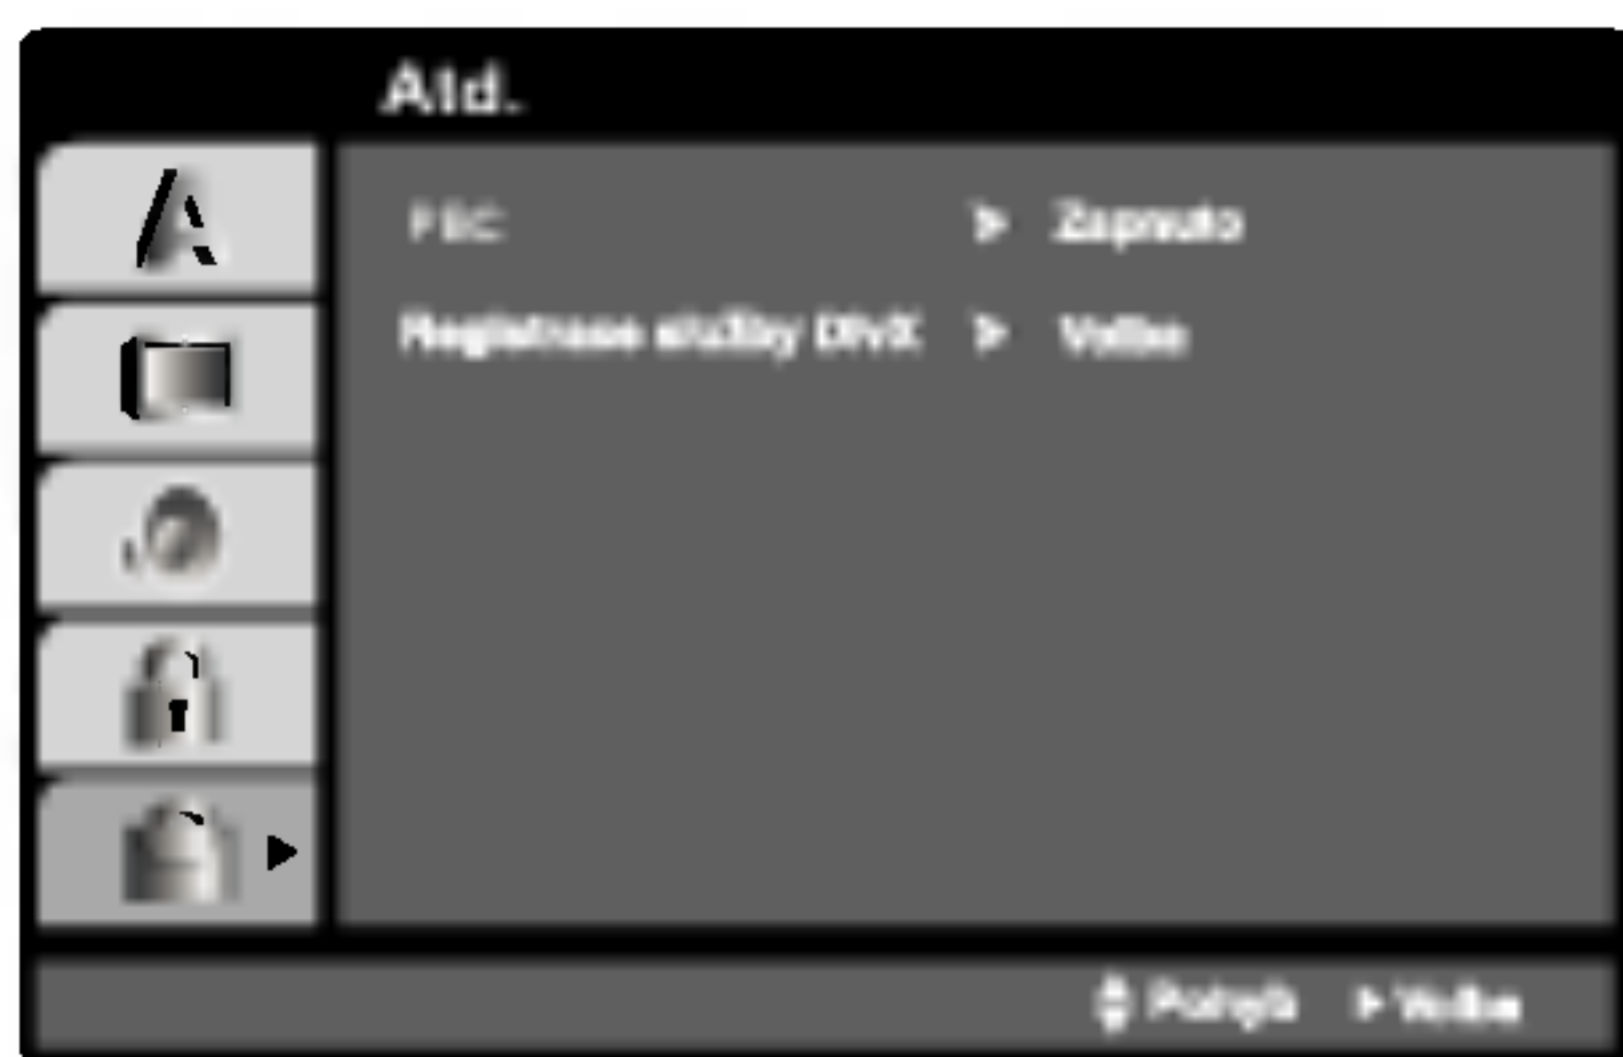 Atd.
PBC Zapnuto
Registrace služby DivX Volba
Pohyb Volba